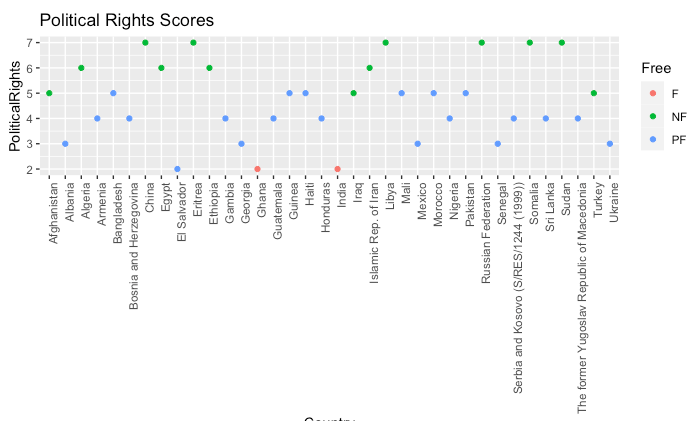 Political Rights Scores
PoliticalRights
7
6
5
4
3
2
Afghanistan
Albania
Algeria
Armenia
Bangladesh
Bosnia and Herzegovina
China
Egypt
El Salvador
Eritrea
Ethiopia
Gambia
Georgia
Ghana
Guatemala
Guinea
Haiti
Honduras
India
Iraq
Islamic Rep. of Iran
Libya
Mali
Mexico
Morocco
Nigeria
Pakistan
Russian Federation
Senegal
Serbia and Kosovo (S/RES/1244 (1999))
Somalia
Sri Lanka
Sudan
The former Yugoslav Republic of Macedonia
Turkey
Ukraine
Country
Free
F
NF
PF